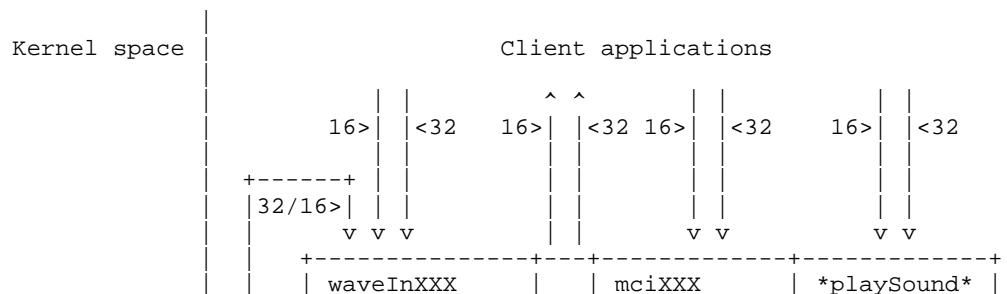 Kernel space | Client applications
16>| |<32 16>| |<32 16>| |<32 16>| |<32
|32/16>|
| waveInXXX | | mciXXX | *playSound* |